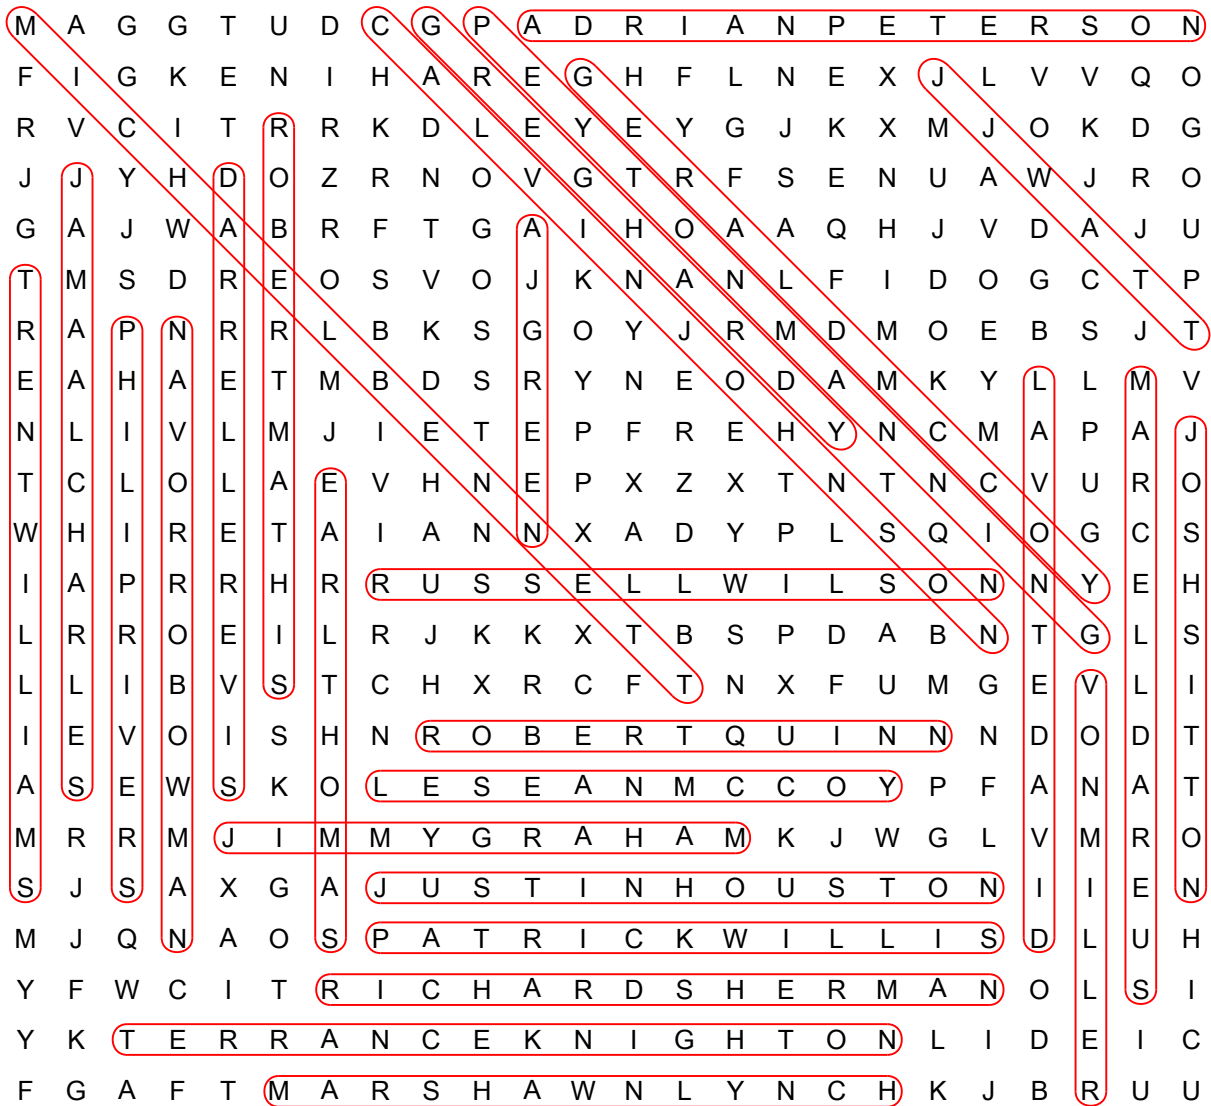 M A G G T U D C G P A D R I A N P E T E R S O N
F I G K E N I H A R E G H F L N E X J L V V Q O
R V C I T R R K D L E Y E Y G J K X M J O K D G
J J Y H D O Z R N O V G T R F S E N U A W J R O
G A J W A B R F T G A I H O A A Q H J V D A J U
T M S D R E O S V O J K N A N L F I D O G C T P
R A P N R R L B K S G O Y J R M D M O E B S J T
E A H A E T M B D S R Y N E O D A M K Y L L M V
N L I V L M J I E T E P F R E H Y N C M A P A J
T C L O L A E V H N E P X Z X T N T N C V U R O
W H I R E T A I A N N X A D Y P L S Q I O G C S
I A P R R H R R U S S E L L W I L S O N N Y E H
L R R O E I L R J K K X T B S P D A B N T G L S
L L I B V S T C H X R C F T N X F U M G E V L I
I E V O I S H N R O B E R T Q U I N N N D O D T
A S E W S K O L E S E A N M C C O Y P F A N A T
M R R M J I M M Y G R A H A M K J W G L V M R O
S J S A X G A J U S T I N H O U S T O N I I E N
M J Q N A O S P A T R I C K W I L L I S D L U H
Y F W C I T R I C H A R D S H E R M A N O L S I
Y K T E R R A N C E K N I G H T O N L I D E I C
F G A F T M A R S H A W N L Y N C H K J B R U U